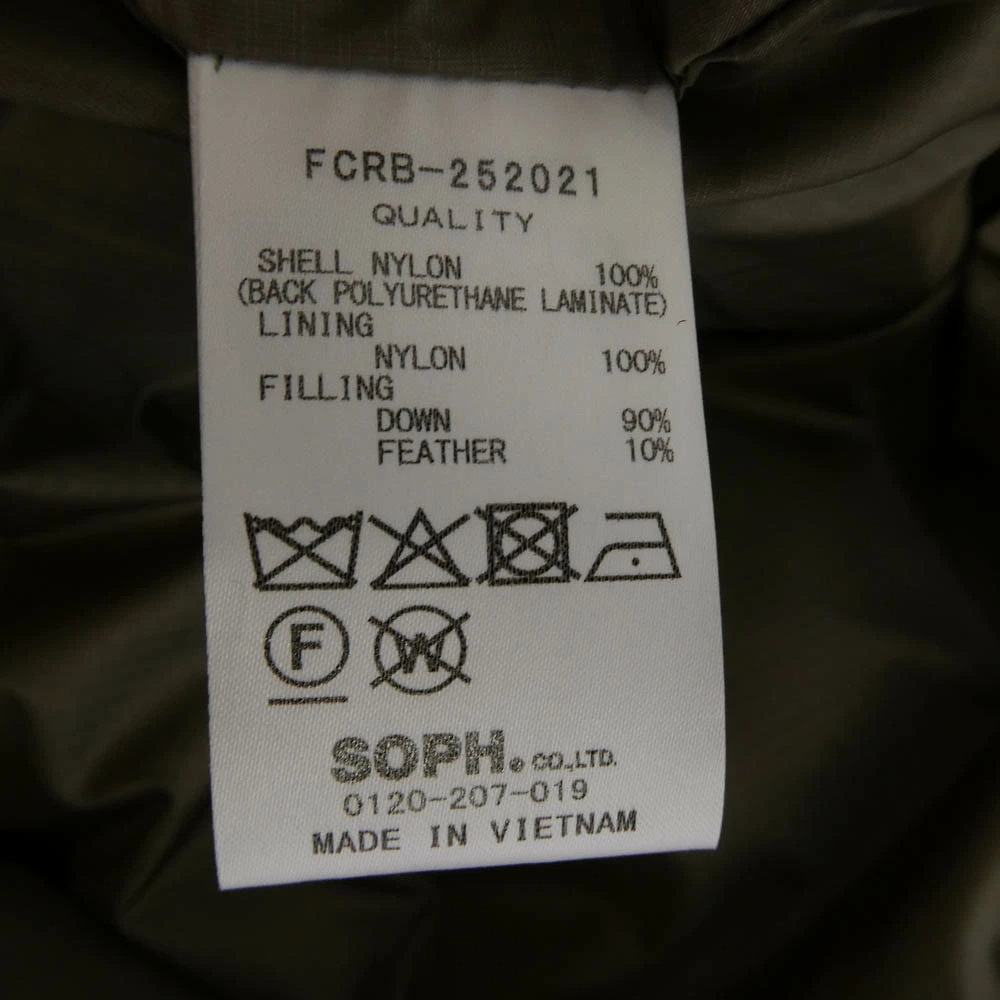 FCRB-252021
QUALITY
SHELL NYLON 100%
(BACK POLYURETHANE LAMINATE)
LINING
NYLON 100%
FILLING
DOWN 90%
FEATHER 10%
F W
SOPH. CO.,LTD.
0120-207-019
MADE IN VIETNAM